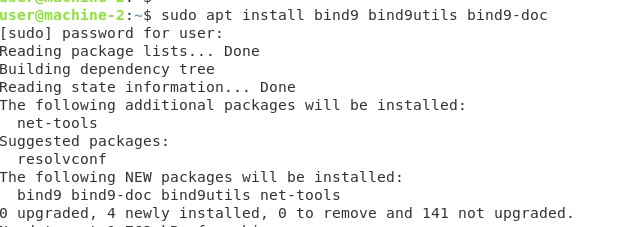 user@machine-2:~$
user@machine-2:~$ sudo apt install bind9 bind9utils bind9-doc
[sudo] password for user:
Reading package lists... Done
Building dependency tree
Reading state information... Done
The following additional packages will be installed:
  net-tools
Suggested packages:
  resolvconf
The following NEW packages will be installed:
  bind9 bind9-doc bind9utils net-tools
0 upgraded, 4 newly installed, 0 to remove and 141 not upgraded.